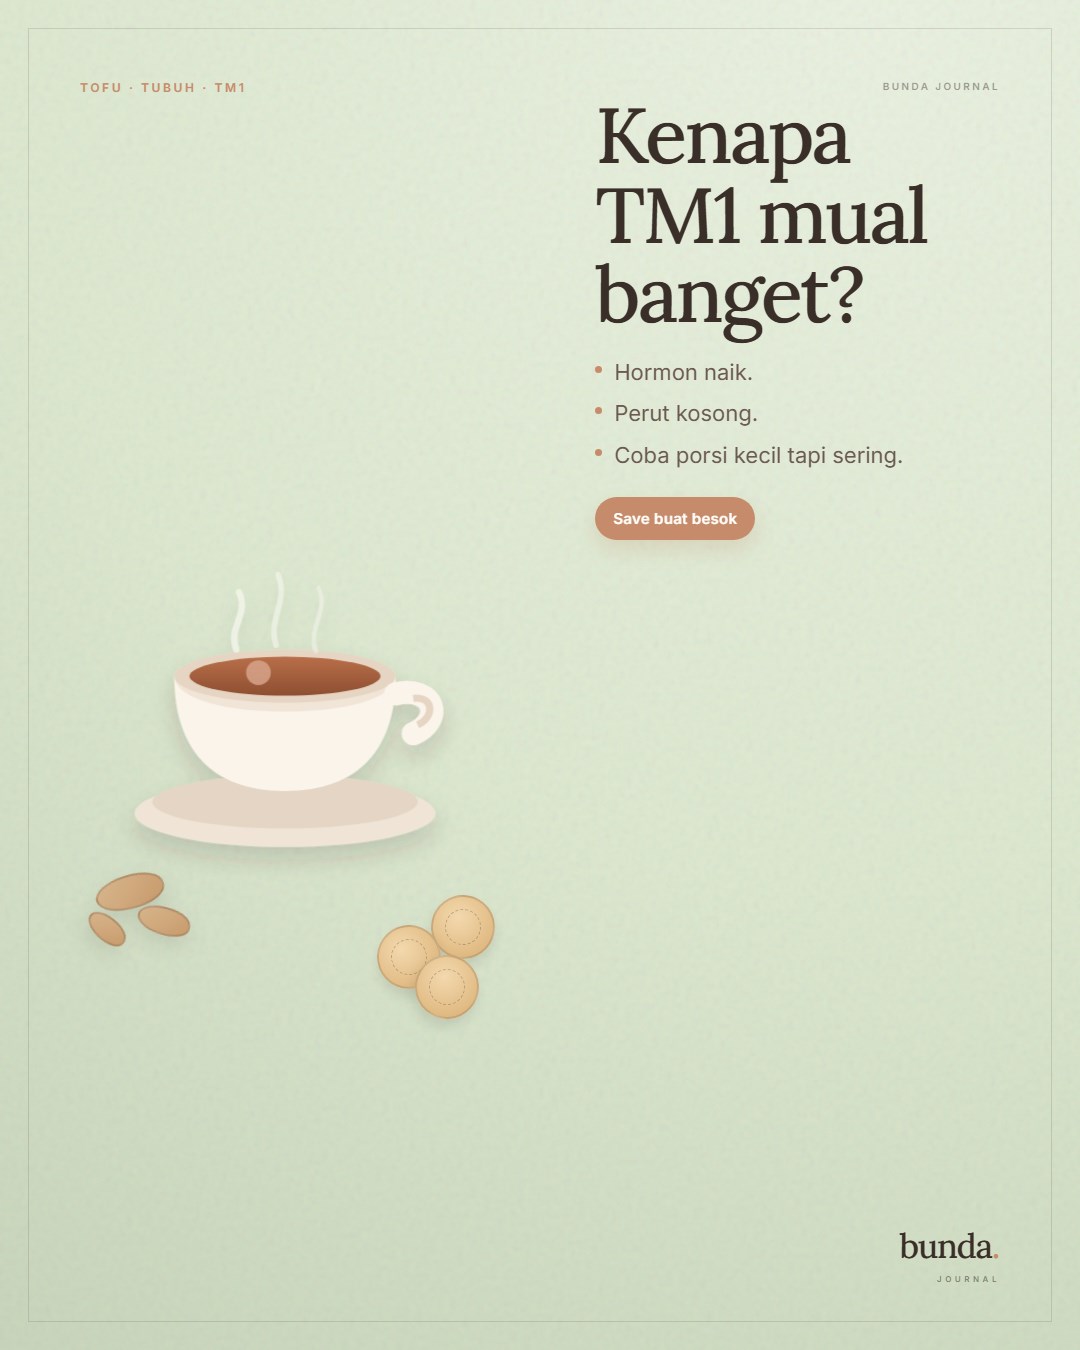 TOFU · TUBUH · TM1
BUNDA JOURNAL
Kenapa
TM1 mual
banget?
Hormon naik.
Perut kosong.
Coba porsi kecil tapi sering.
Save buat besok
bunda.
JOURNAL